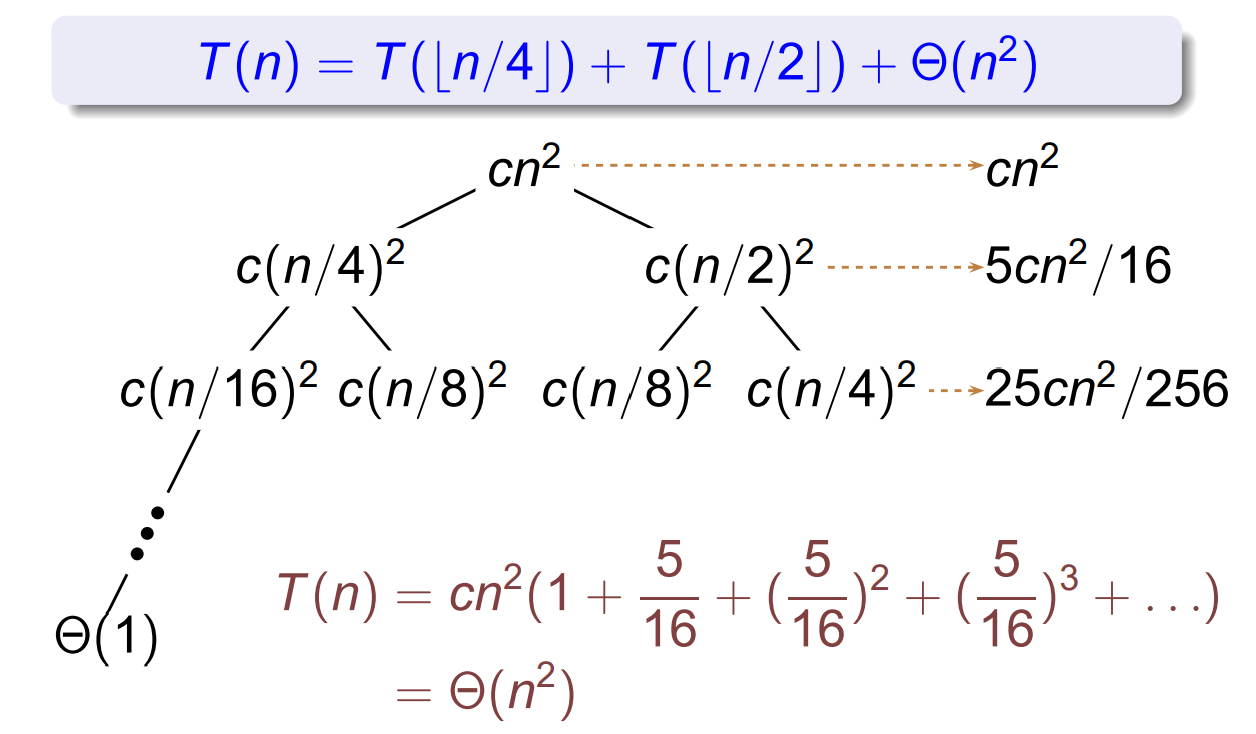 T(n) = T(⌊n/4⌋) + T(⌊n/2⌋) + Θ(n²)
cn² cn²
c(n/4)² c(n/2)² 5cn²/16
c(n/16)² c(n/8)² c(n/8)² c(n/4)² 25cn²/256
T(n) = cn²(1 + 5/16 + (5/16)² + (5/16)³ + ...)
Θ(1)
= Θ(n²)